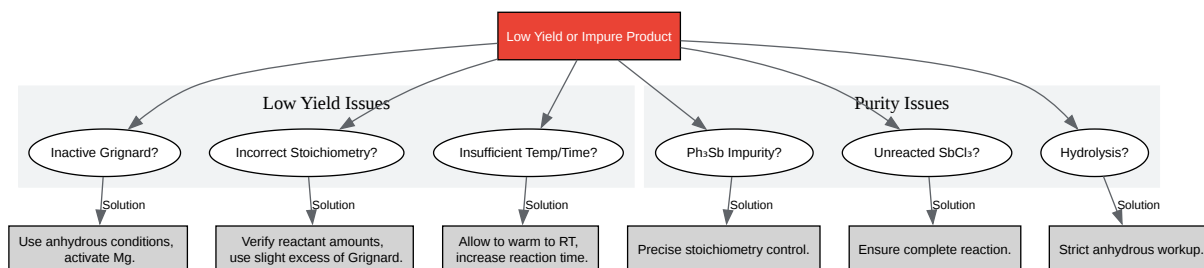 Low Yield or Impure Product
Low Yield Issues
Purity Issues
Inactive Grignard?
Incorrect Stoichiometry?
Insufficient Temp/Time?
Ph₃Sb Impurity?
Unreacted SbCl₃?
Hydrolysis?
Solution
Solution
Solution
Solution
Solution
Solution
Use anhydrous conditions,
activate Mg.
Verify reactant amounts,
use slight excess of Grignard.
Allow to warm to RT,
increase reaction time.
Precise stoichiometry control.
Ensure complete reaction.
Strict anhydrous workup.